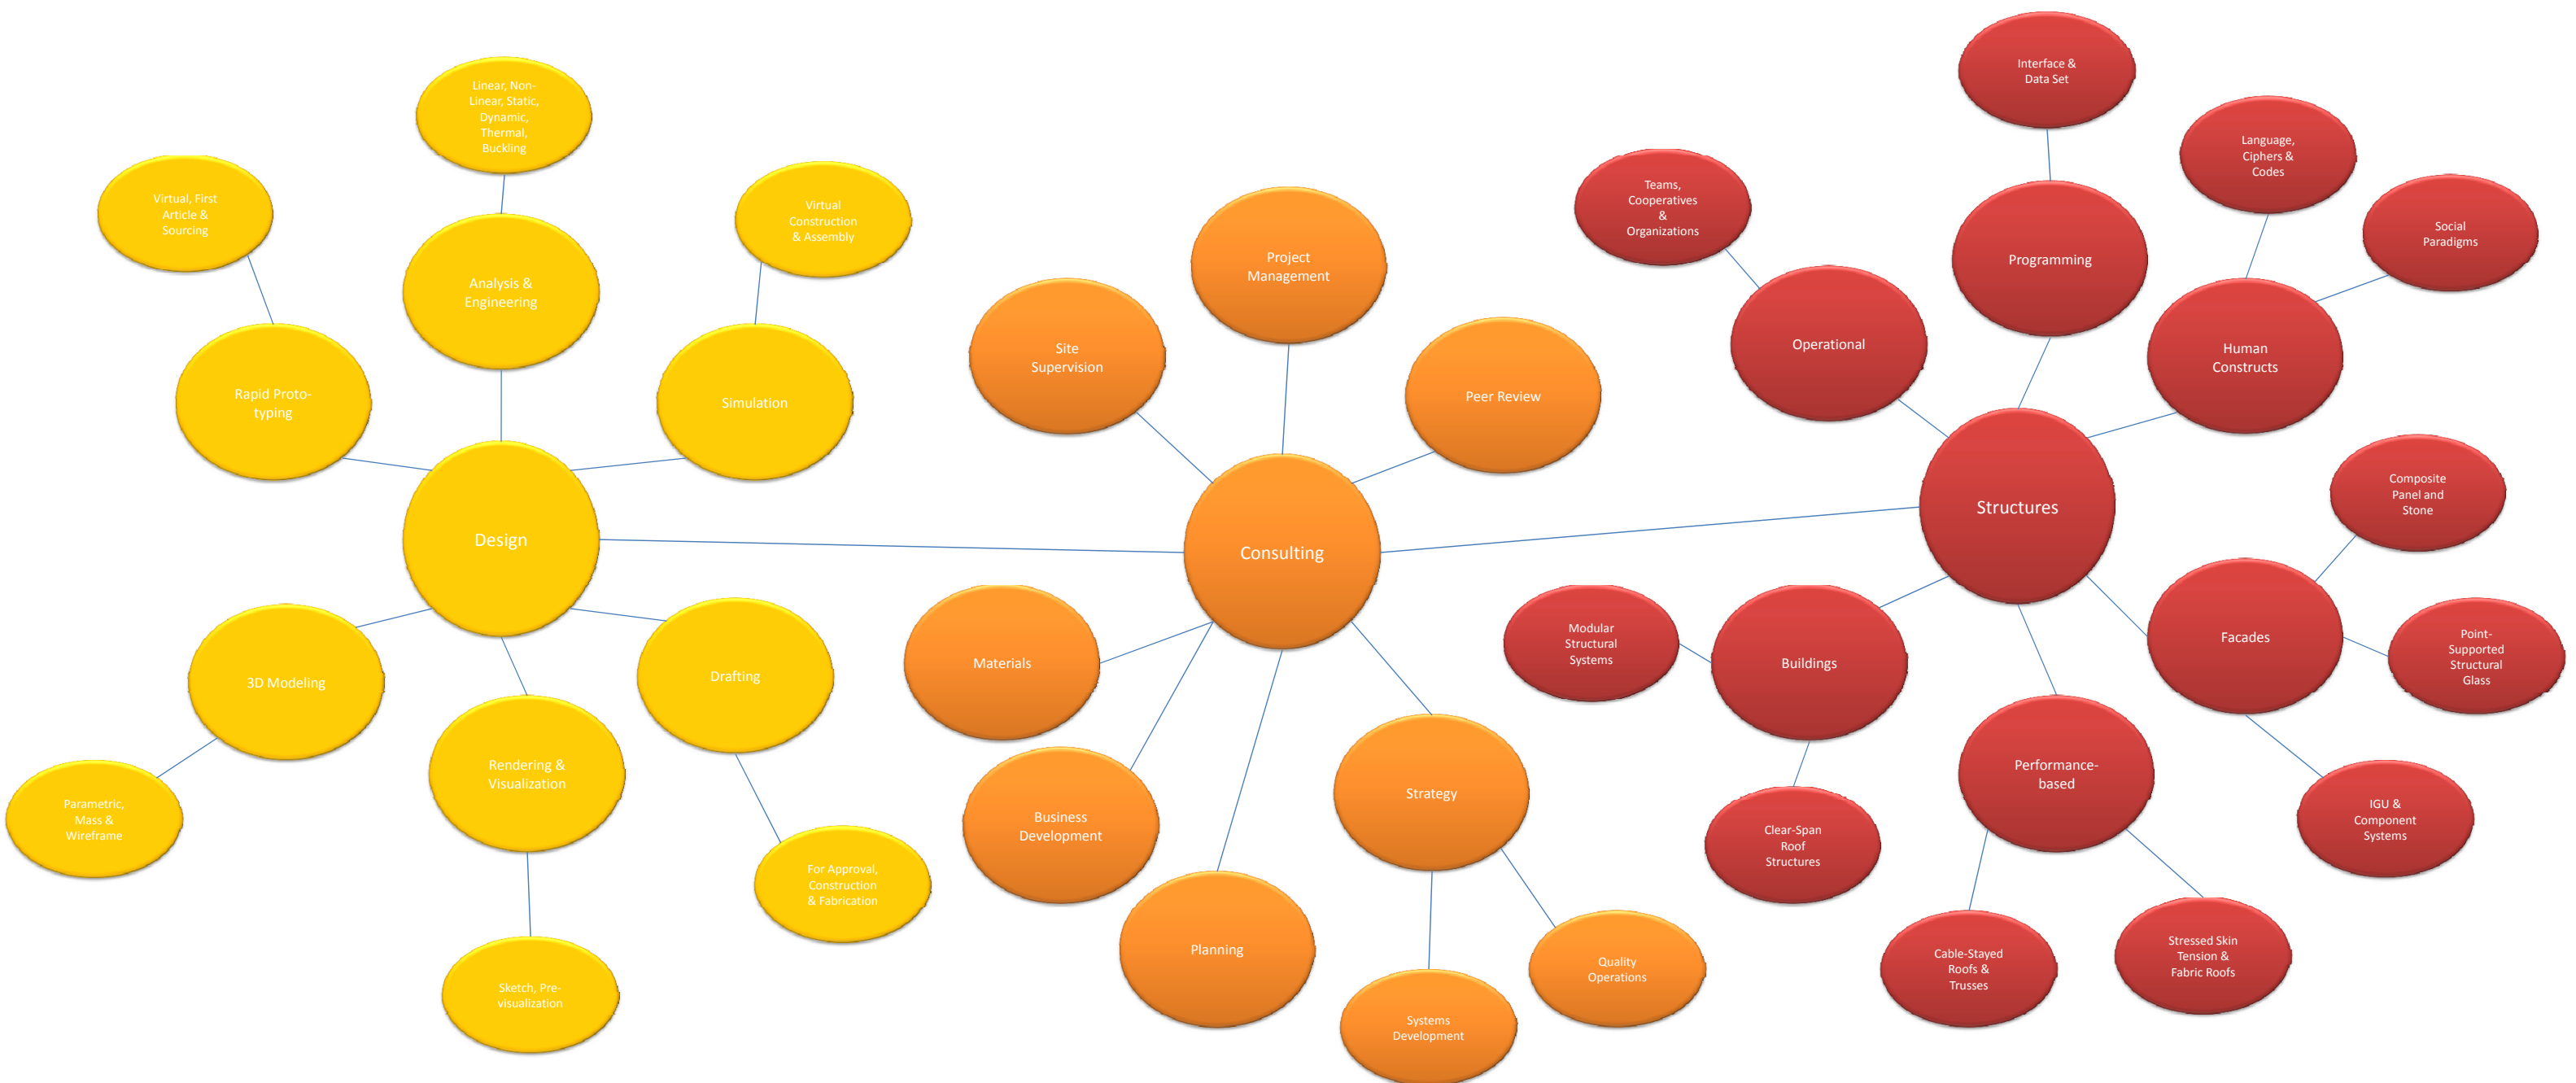 Linear, Non-
Linear, Static,
Dynamic,
Thermal,
Buckling
Virtual, First
Article &
Sourcing
Virtual
Construction
& Assembly
Analysis &
Engineering
Rapid Proto-
typing
Simulation
Design
3D Modeling
Drafting
Rendering &
Visualization
Parametric,
Mass &
Wireframe
For Approval,
Construction
& Fabrication
Sketch, Pre-
visualization
Project
Management
Site
Supervision
Peer Review
Consulting
Materials
Business
Development
Strategy
Planning
Quality
Operations
Systems
Development
Interface &
Data Set
Language,
Ciphers &
Codes
Teams,
Cooperatives
&
Organizations
Social
Paradigms
Programming
Operational
Human
Constructs
Structures
Composite
Panel and
Stone
Modular
Structural
Systems
Buildings
Facades
Point-
Supported
Structural
Glass
Performance-
based
Clear-Span
Roof
Structures
IGU &
Component
Systems
Cable-Stayed
Roofs &
Trusses
Stressed Skin
Tension &
Fabric Roofs